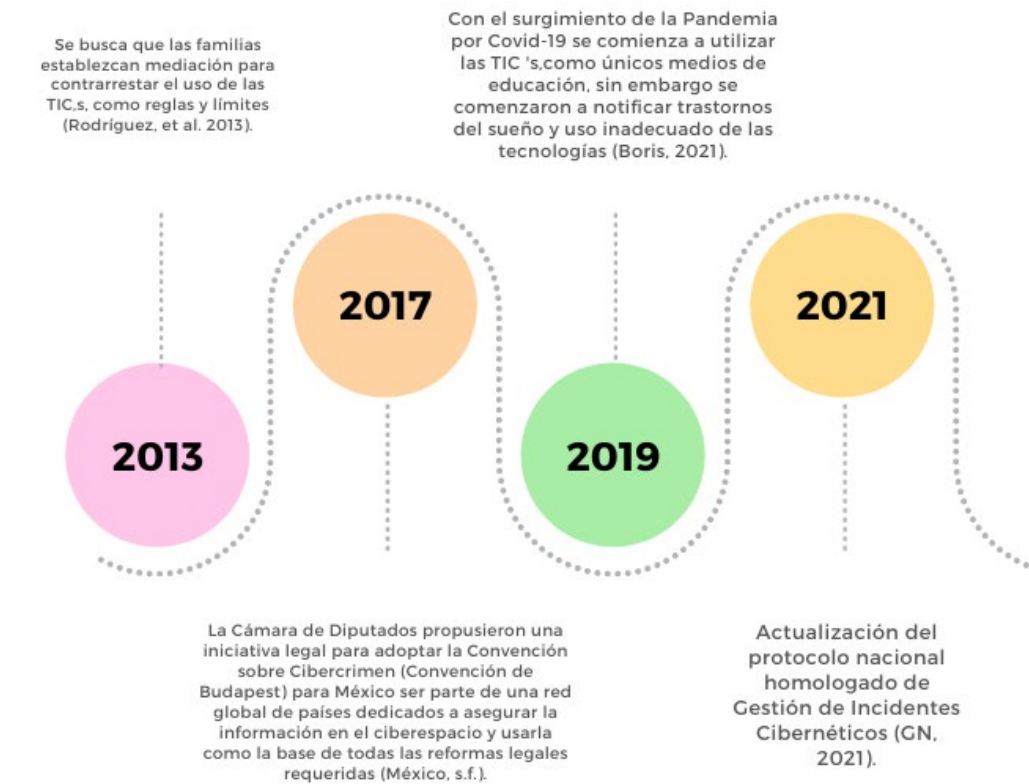 Se busca que las familias
establezcan mediación para
contrarrestar el uso de las
TIC,s, como reglas y límites
(Rodríguez, et al. 2013).
Con el surgimiento de la Pandemia
por Covid-19 se comienza a utilizar
las TIC 's,como únicos medios de
educación, sin embargo se
comenzaron a notificar trastornos
del sueño y uso inadecuado de las
tecnologías (Boris, 2021).
2013
2017
2019
2021
La Cámara de Diputados propusieron una
iniciativa legal para adoptar la Convención
sobre Cibercrimen (Convención de
Budapest) para México ser parte de una red
global de países dedicados a asegurar la
información en el ciberespacio y usarla
como la base de todas las reformas legales
requeridas (México, s.f.).
Actualización del
protocolo nacional
homologado de
Gestión de Incidentes
Cibernéticos (GN,
2021).